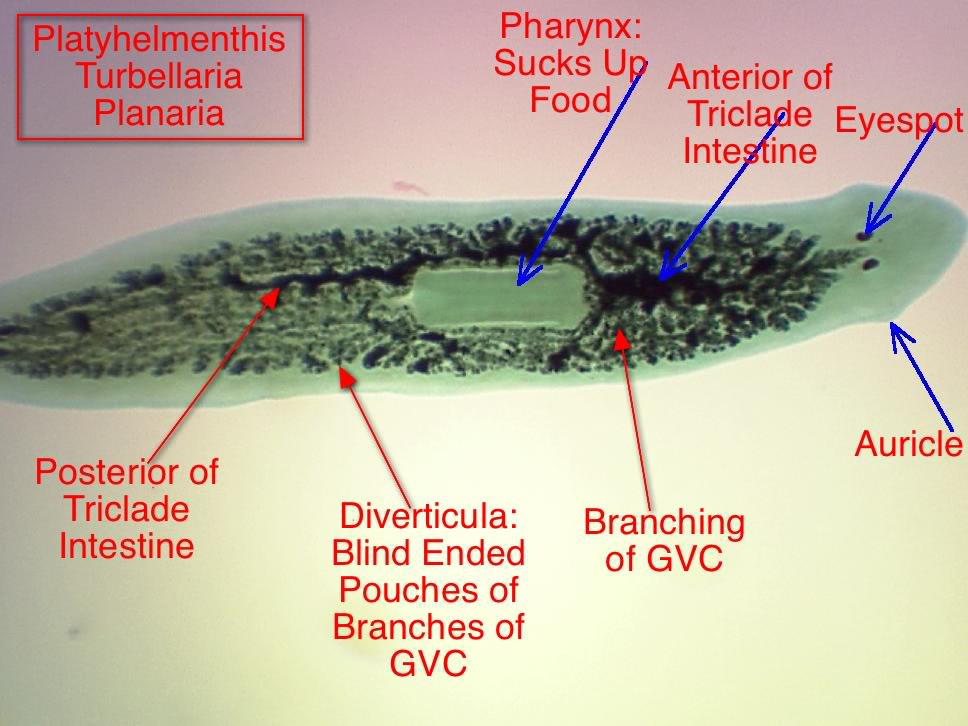 Platyhelmenthis
Turbellaria
Planaria
Pharynx:
Sucks Up
Food
Anterior of
Triclade
Intestine
Eyespot
Auricle
Posterior of
Triclade
Intestine
Diverticula:
Blind Ended
Pouches of
Branches of
GVC
Branching
of GVC